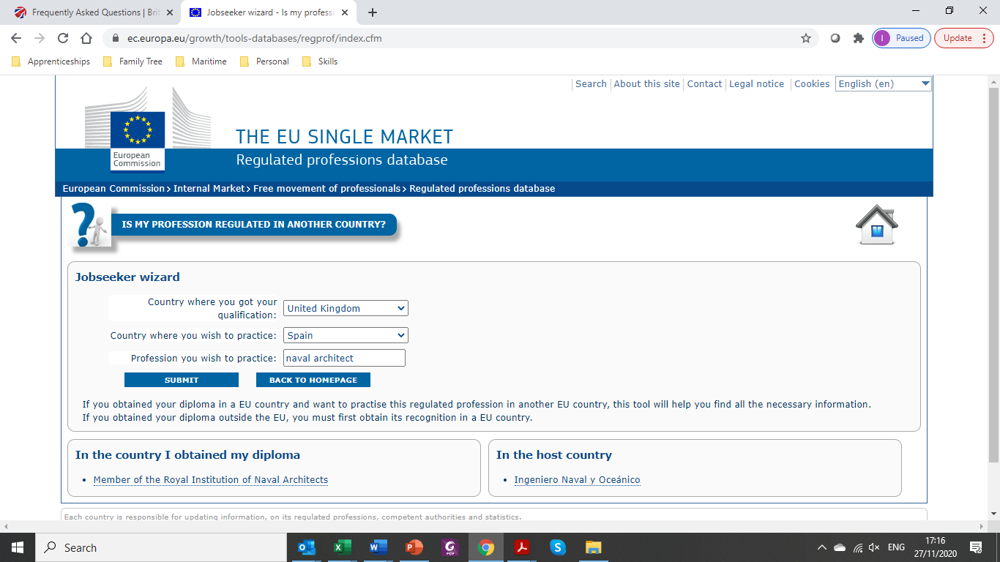 Frequently Asked Questions | Brit
Jobseeker wizard - Is my professi
ec.europa.eu/growth/tools-databases/regprof/index.cfm
I
Paused
Update
Apprenticeships
Family Tree
Maritime
Personal
Skills
Search
About this site
Contact
Legal notice
Cookies
English (en)
European
Commission
THE EU SINGLE MARKET
Regulated professions database
European Commission > Internal Market > Free movement of professionals > Regulated professions database
IS MY PROFESSION REGULATED IN ANOTHER COUNTRY?
Jobseeker wizard
Country where you got your
qualification:
United Kingdom
Country where you wish to practice:
Spain
Profession you wish to practice:
naval architect
SUBMIT
BACK TO HOMEPAGE
If you obtained your diploma in a EU country and want to practise this regulated profession in another EU country, this tool will help you find all the necessary information.
If you obtained your diploma outside the EU, you must first obtain its recognition in a EU country.
In the country I obtained my diploma
Member of the Royal Institution of Naval Architects
In the host country
Ingeniero Naval y Oceánico
Each country is responsible for updating information, on its regulated professions, competent authorities and statistics.
Search
ENG
17:16
27/11/2020